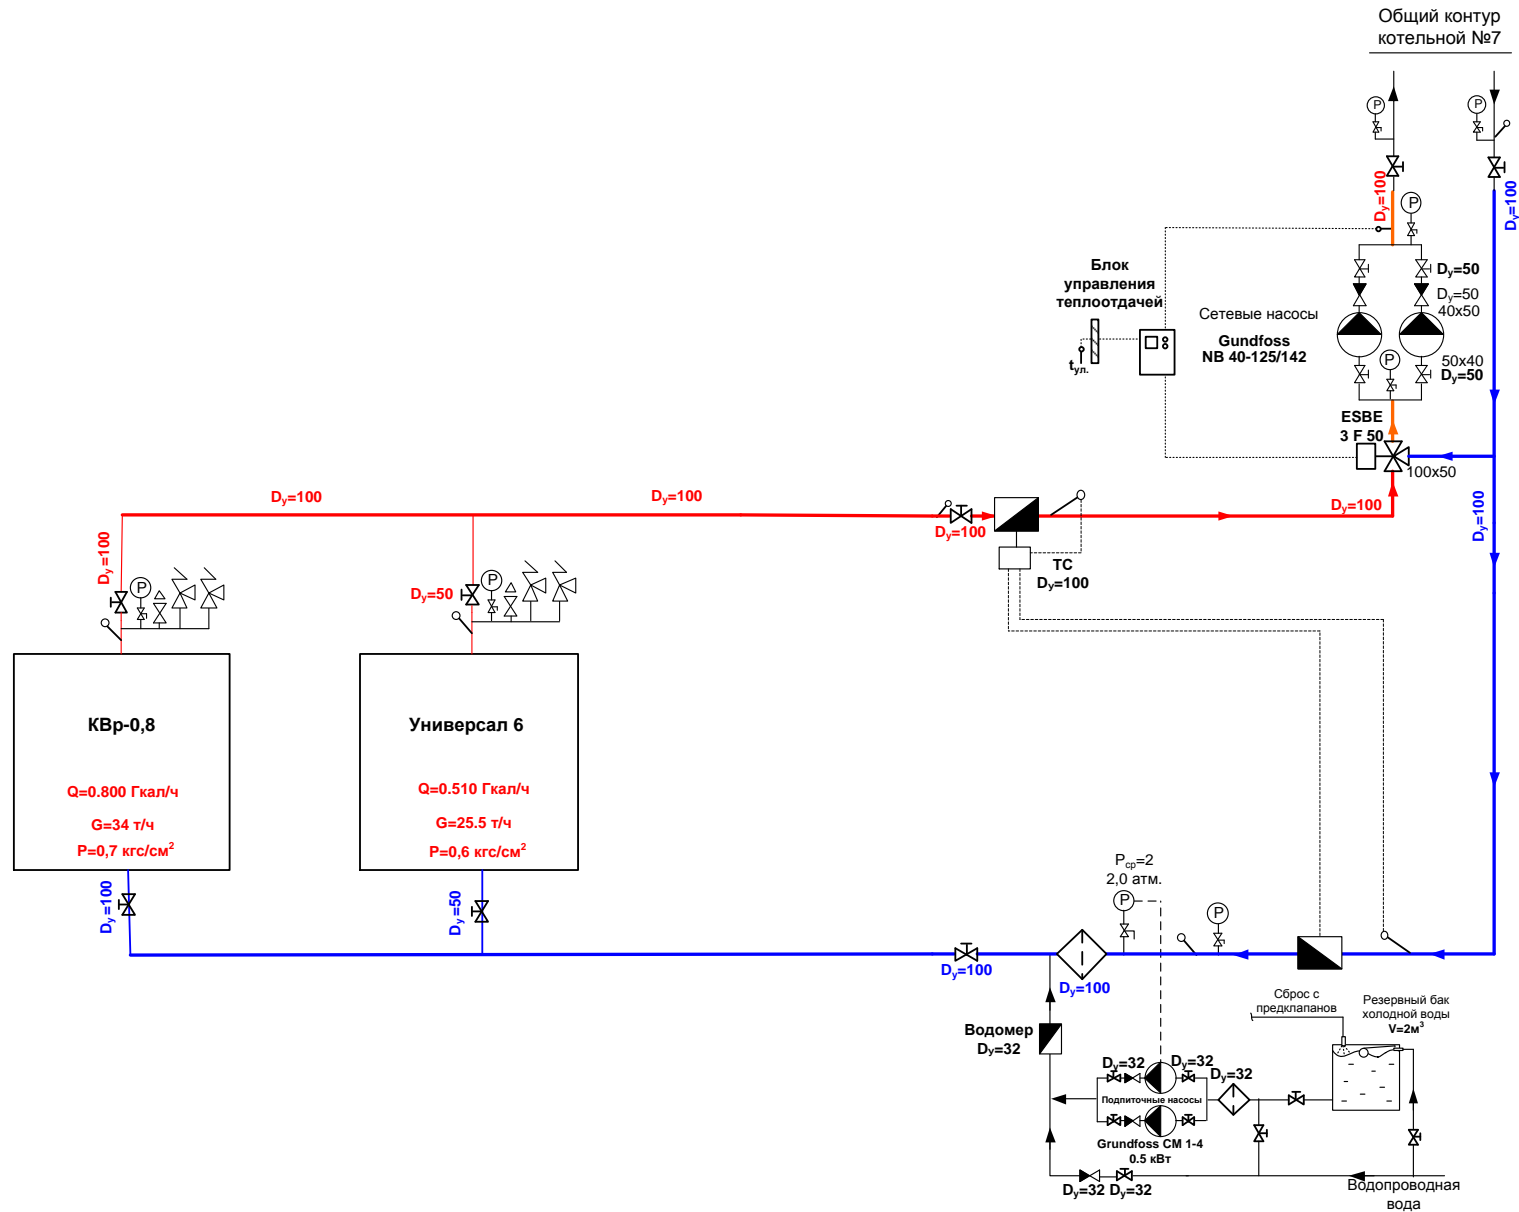 Общий контур
котельной №7
P
P
Dу=100
P
Dу=100
Блок
управления
теплоотдачей
tул.
Сетевые насосы
Gundfoss
NB 40-125/142
Dу=50
Dу=50
40x50
P
50x40
Dу=50
ESBE
3 F 50
100x50
Dу=100
Dу=100
Dу=100
Dу=100
Dу=100
Dу=100
ТС
Dу=100
P
Dу=50
P
КВр-0,8
Q=0.800 Гкал/ч
G=34 т/ч
P=0,7 кгс/см²
Универсал 6
Q=0.510 Гкал/ч
G=25.5 т/ч
P=0,6 кгс/см²
Dу=100
Dу=50
Pср=2
2,0 атм.
P
P
Dу=100
Dу=100
Водомер
Dу=32
Сброс с
предклапанов
Резервный бак
холодной воды
V=2м³
Dу=32
Dу=32
Dу=32
Подпиточные насосы
Grundfoss CM 1-4
0.5 кВт
Dу=32
Dу=32
Водопроводная
вода